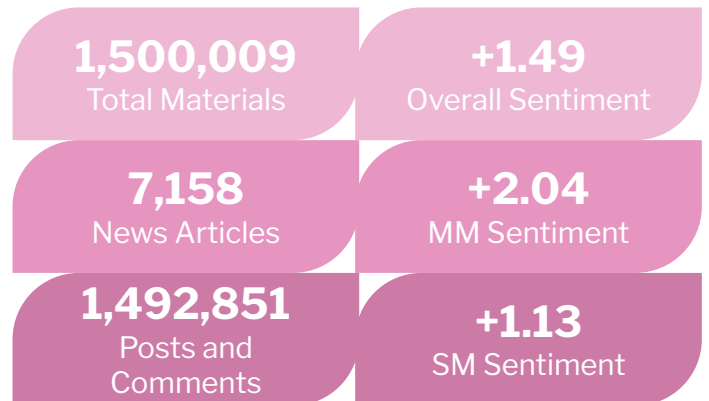 1,500,009
Total Materials
+1.49
Overall Sentiment
7,158
News Articles
+2.04
MM Sentiment
1,492,851
Posts and
Comments
+1.13
SM Sentiment